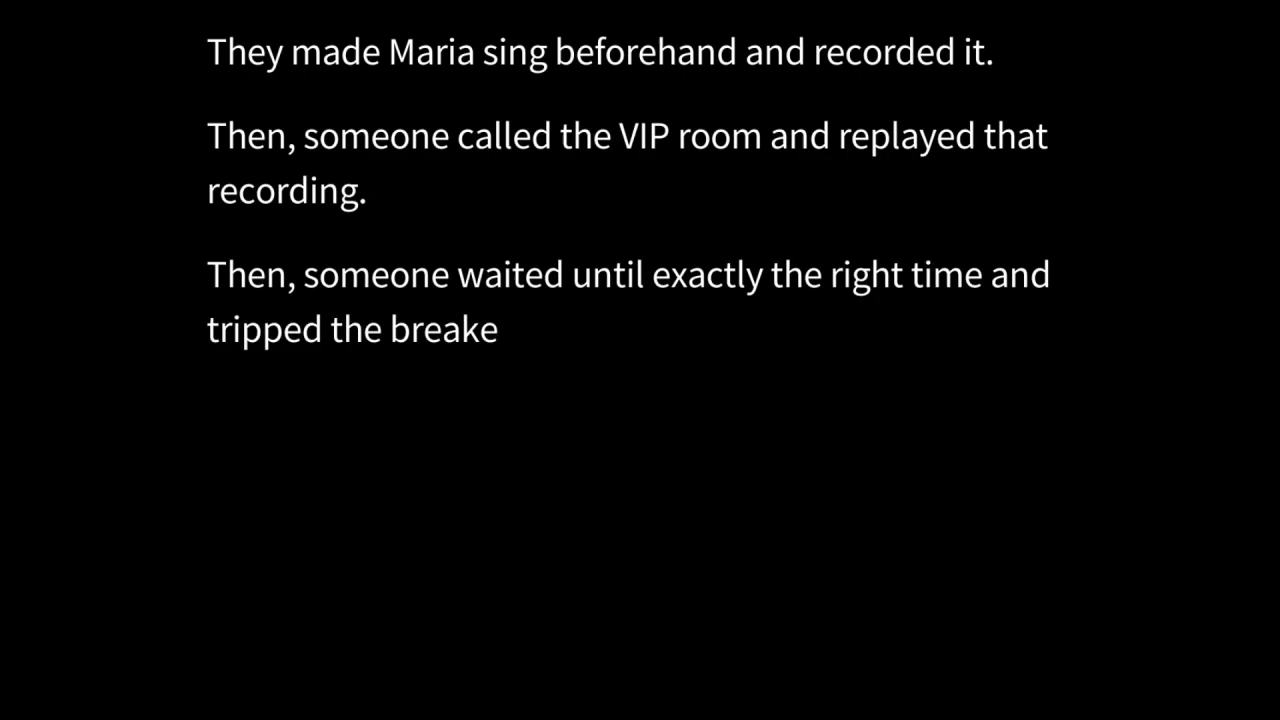 They made Maria sing beforehand and recorded it.
Then, someone called the VIP room and replayed that
recording.
Then, someone waited until exactly the right time and
tripped the breake